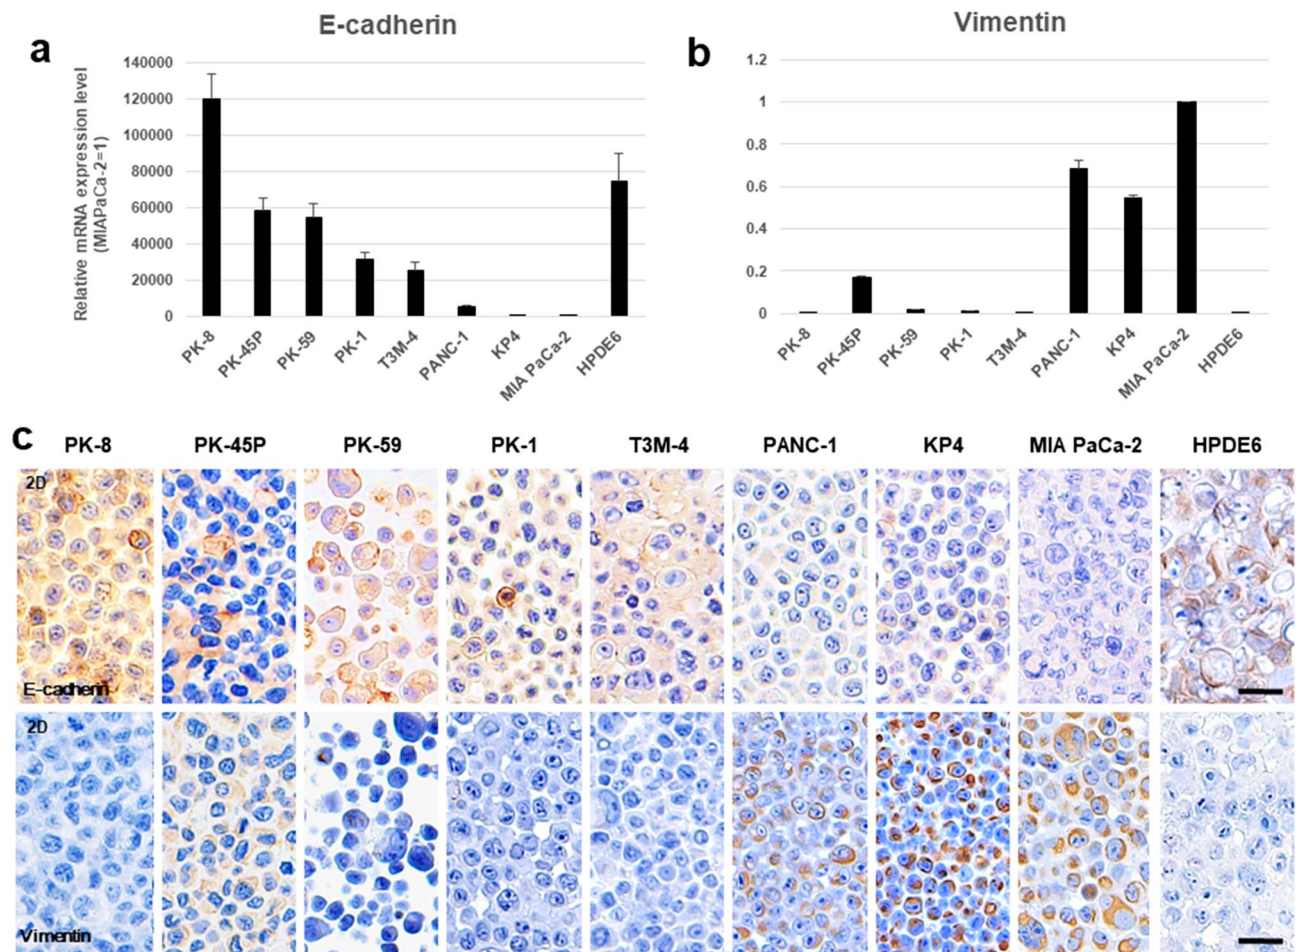 a
E-cadherin
Relative mRNA expression level
(MIAPaCa-2=1)
140000
120000
100000
80000
60000
40000
20000
0
PK-8
PK-45P
PK-59
PK-1
T3M-4
PANC-1
KP4
MIA PaCa-2
HPDE6
b
Vimentin
1.2
1
0.8
0.6
0.4
0.2
0
PK-8
PK-45P
PK-59
PK-1
T3M-4
PANC-1
KP4
MIA PaCa-2
HPDE6
c
PK-8 PK-45P PK-59 PK-1 T3M-4 PANC-1 KP4 MIA PaCa-2 HPDE6
2D
E-cadherin
2D
Vimentin